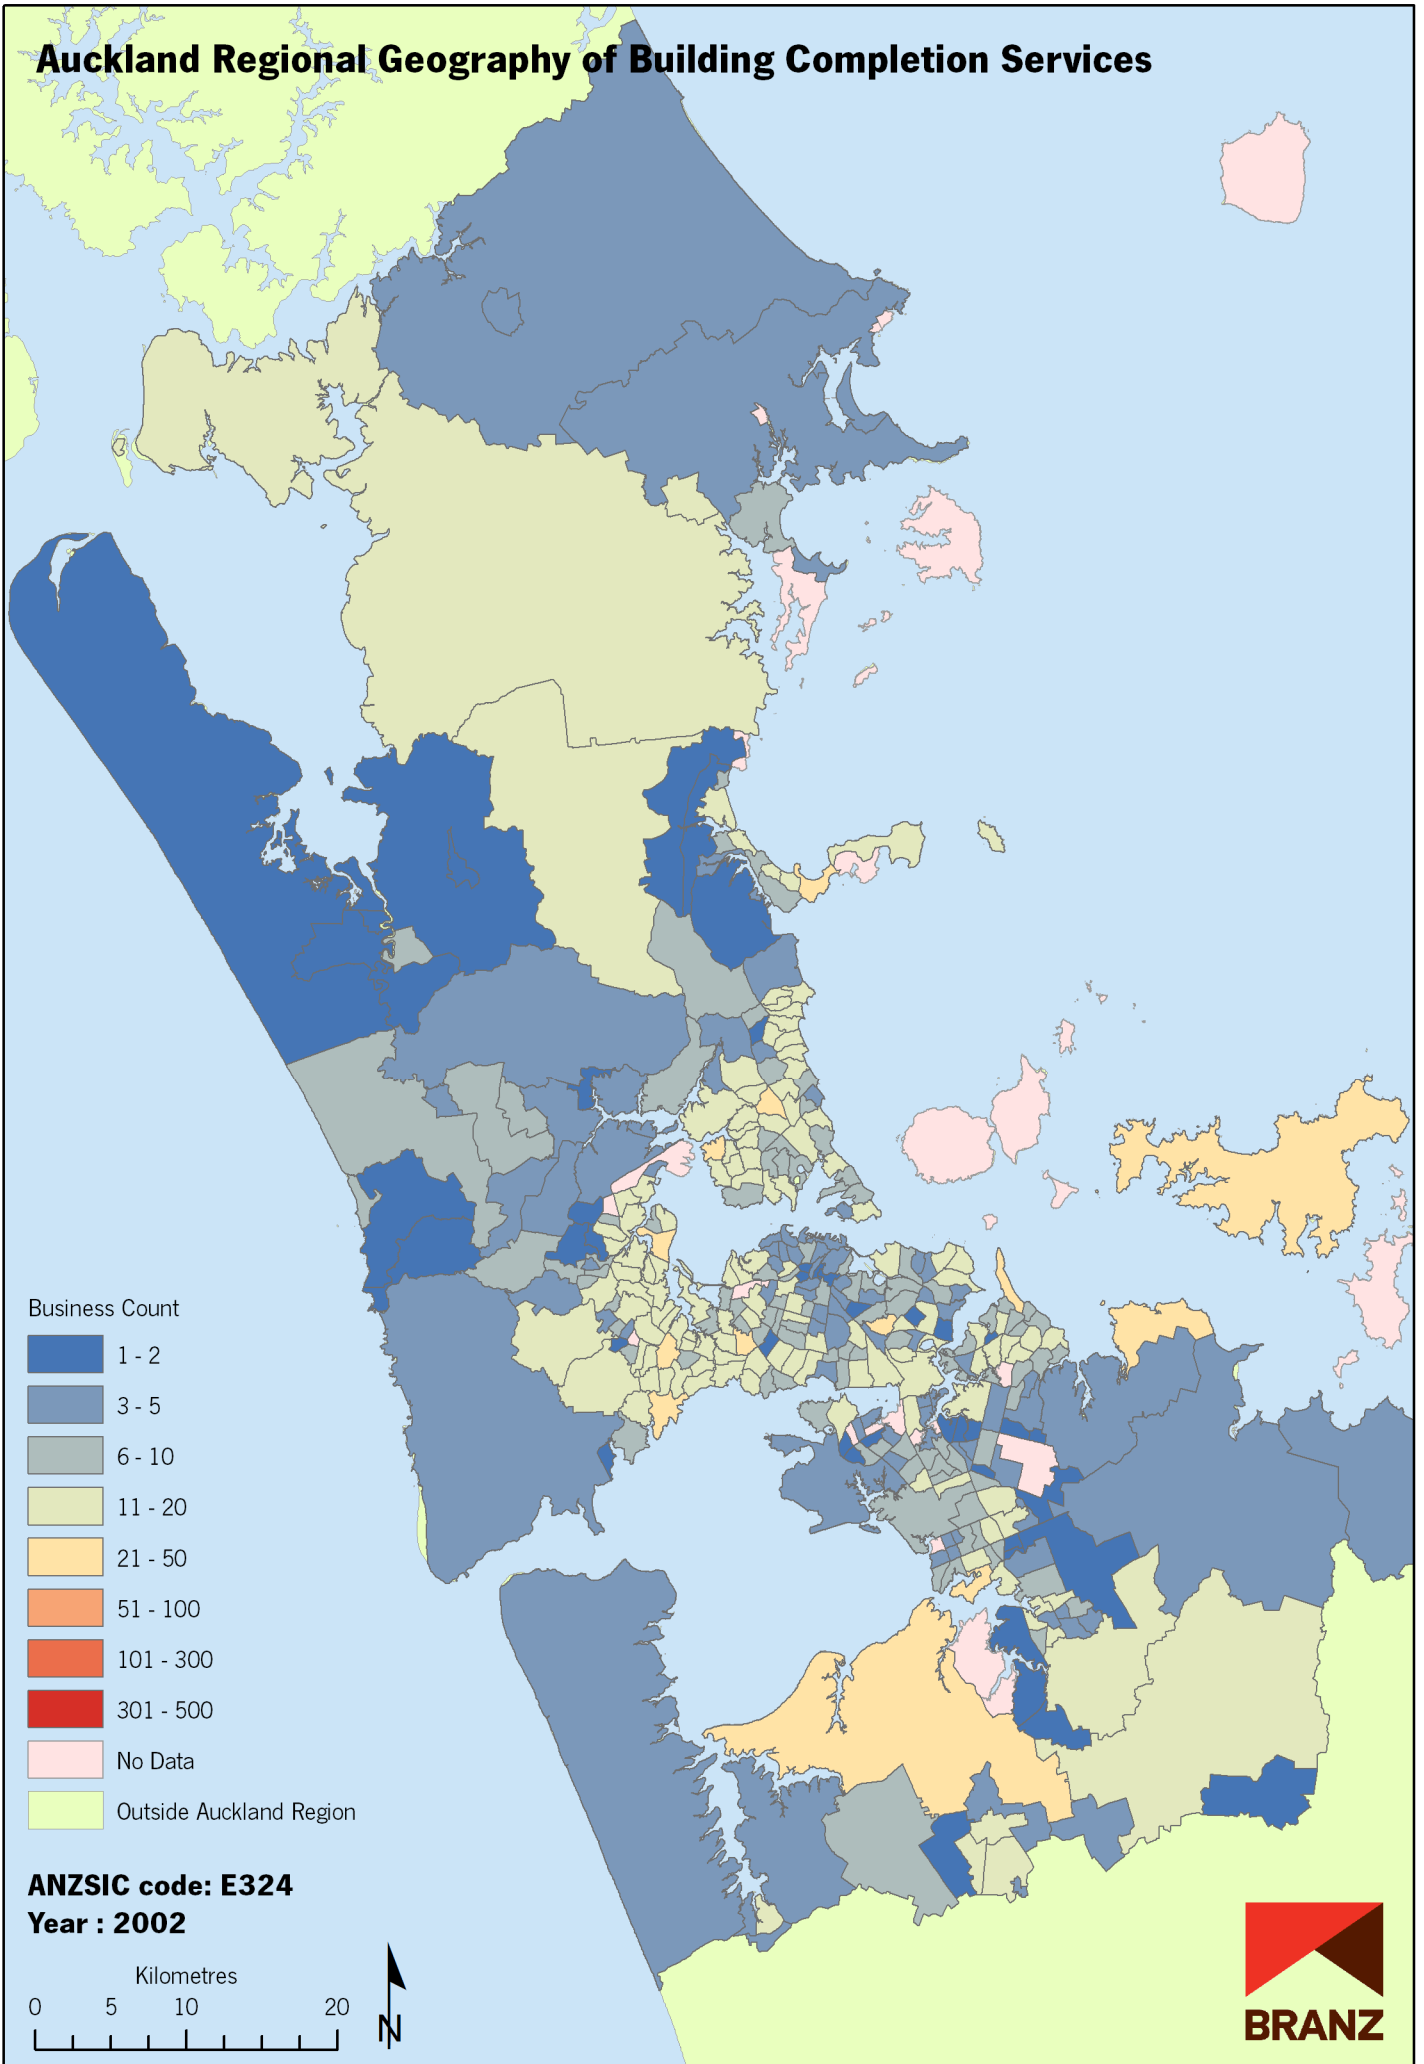 Auckland Regional Geography of Building Completion Services
Business Count
1 - 2
3 - 5
6 - 10
11 - 20
21 - 50
51 - 100
101 - 300
301 - 500
No Data
Outside Auckland Region
ANZSIC code: E324
Year : 2002
Kilometres
0 5 10 20
N
BRANZ